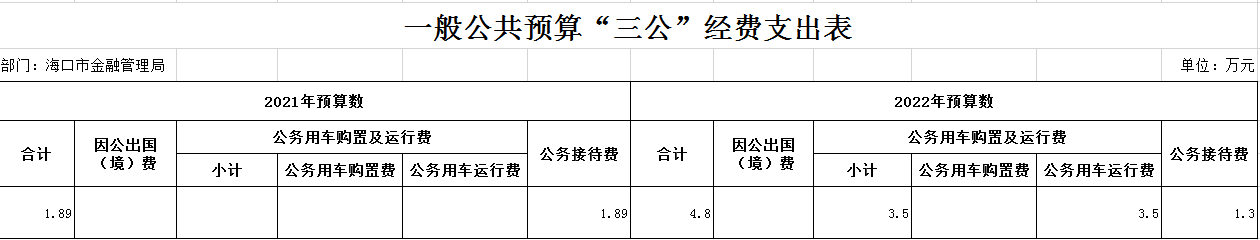 一般公共预算“三公”经费支出表
部门：海口市金融管理局 单位：万元
2021年预算数 2022年预算数
合计 因公出国（境）费 公务用车购置及运行费 公务接待费 合计 因公出国（境）费 公务用车购置及运行费 公务接待费
小计 公务用车购置费 公务用车运行费 小计 公务用车购置费 公务用车运行费
1.89 1.89 4.8 3.5 3.5 1.3